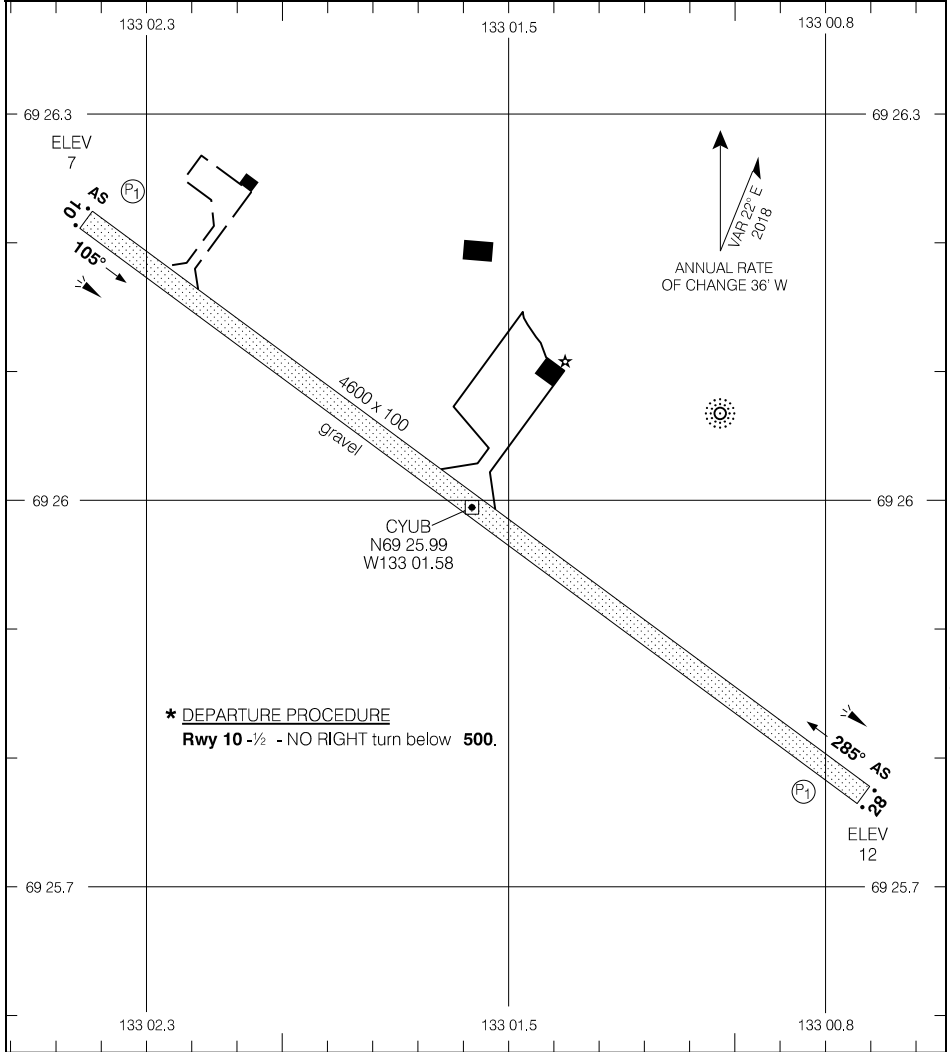 133 02.3
133 01.5
133 00.8
69 26.3
69 26.3
ELEV
7
P1
AS
10
105°
VAR 22° E
2018
ANNUAL RATE
OF CHANGE 36' W
4600 x 100
gravel
69 26
69 26
CYUB
N69 25.99
W133 01.58
* DEPARTURE PROCEDURE
Rwy 10 -½ - NO RIGHT turn below 500.
285° AS
P1
28
ELEV
12
69 25.7
69 25.7
133 02.3
133 01.5
133 00.8